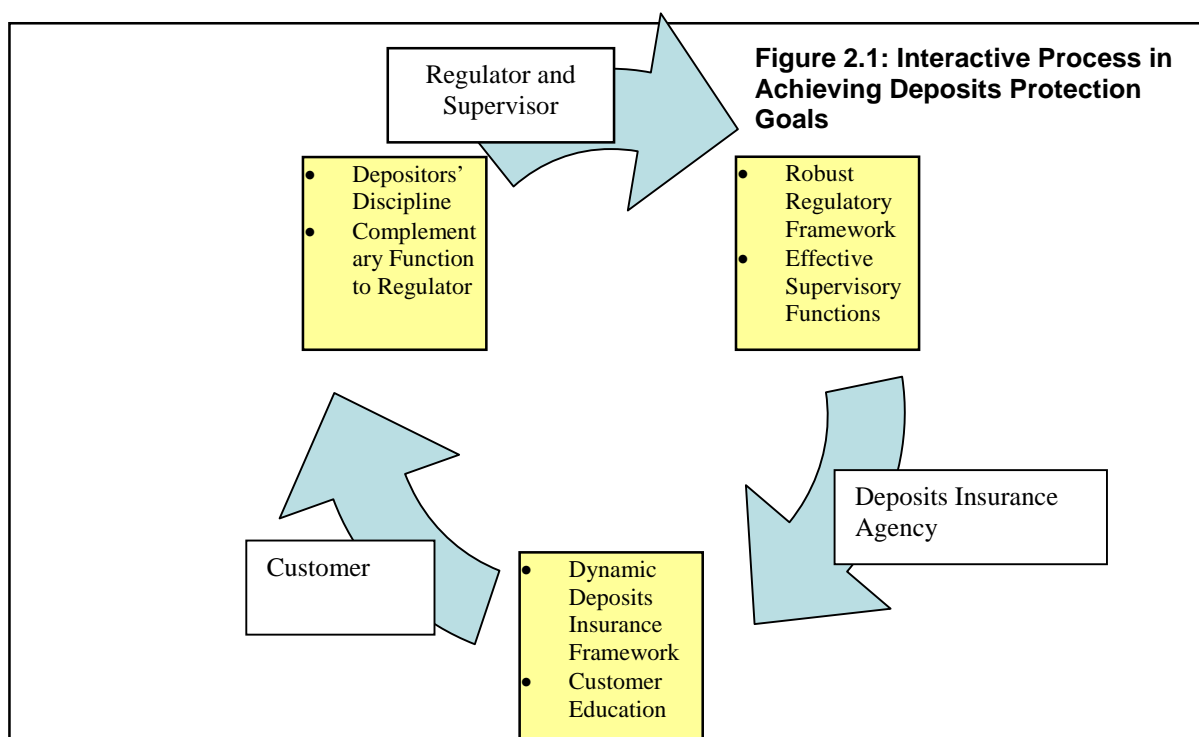 Figure 2.1: Interactive Process in
Achieving Deposits Protection
Goals
Regulator and
Supervisor
• Depositors’
Discipline
• Complement
ary Function
to Regulator
• Robust
Regulatory
Framework
• Effective
Supervisory
Functions
Deposits Insurance
Agency
Customer
• Dynamic
Deposits
Insurance
Framework
• Customer
Education